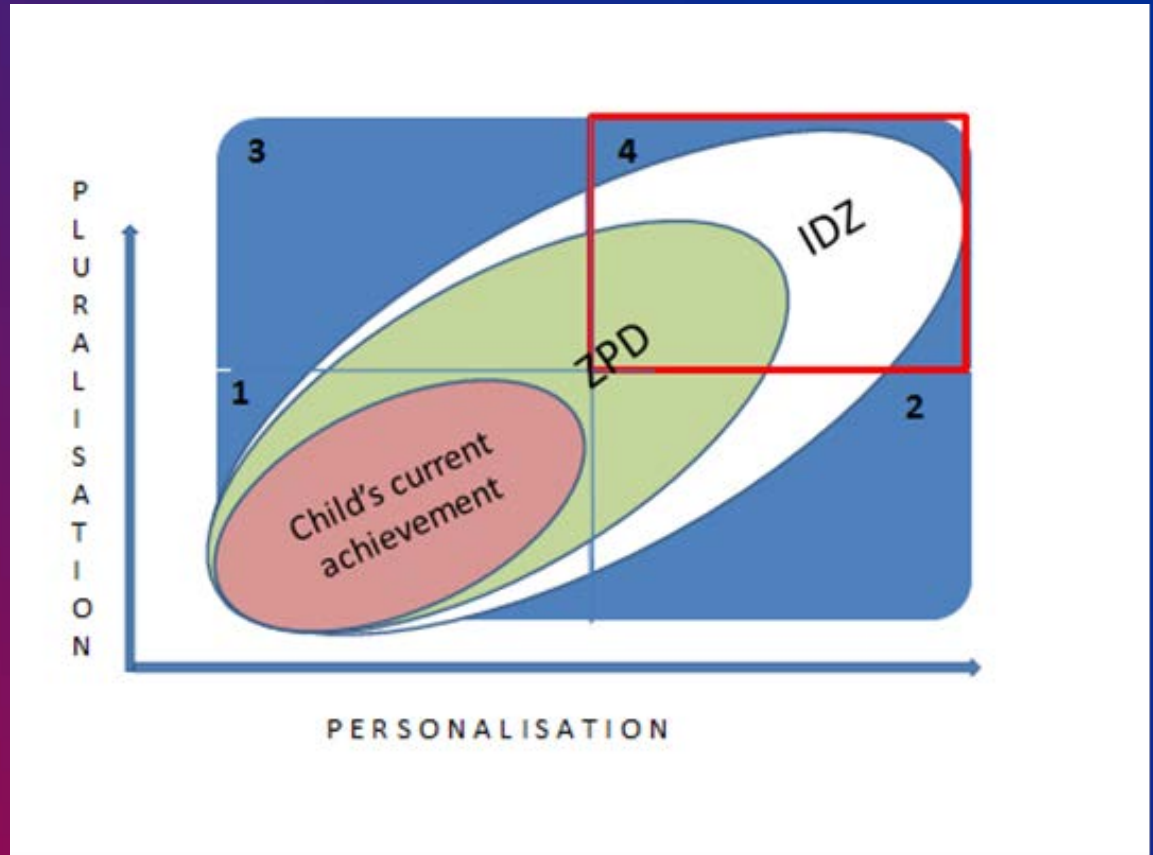 3
4
PLURALISATION
IDZ
ZPD
1
2
Child's current
achievement
PERSONALISATION